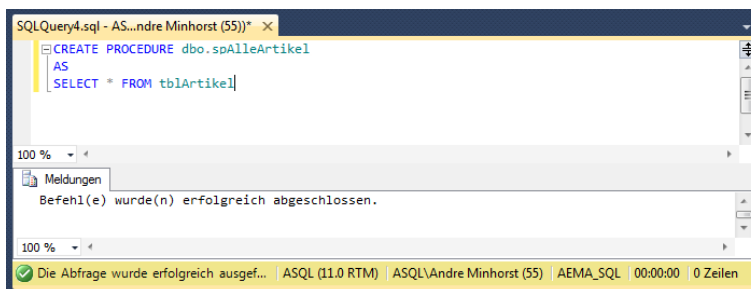 SQLQuery4.sql - AS...ndre Minhorst (55))*
CREATE PROCEDURE dbo.spAlleArtikel
AS
SELECT * FROM tblArtikel
100 %
Meldungen
Befehl(e) wurde(n) erfolgreich abgeschlossen.
100 %
Die Abfrage wurde erfolgreich ausgef... ASQL (11.0 RTM) ASQL\Andre Minhorst (55) AEMA_SQL 00:00:00 0 Zeilen